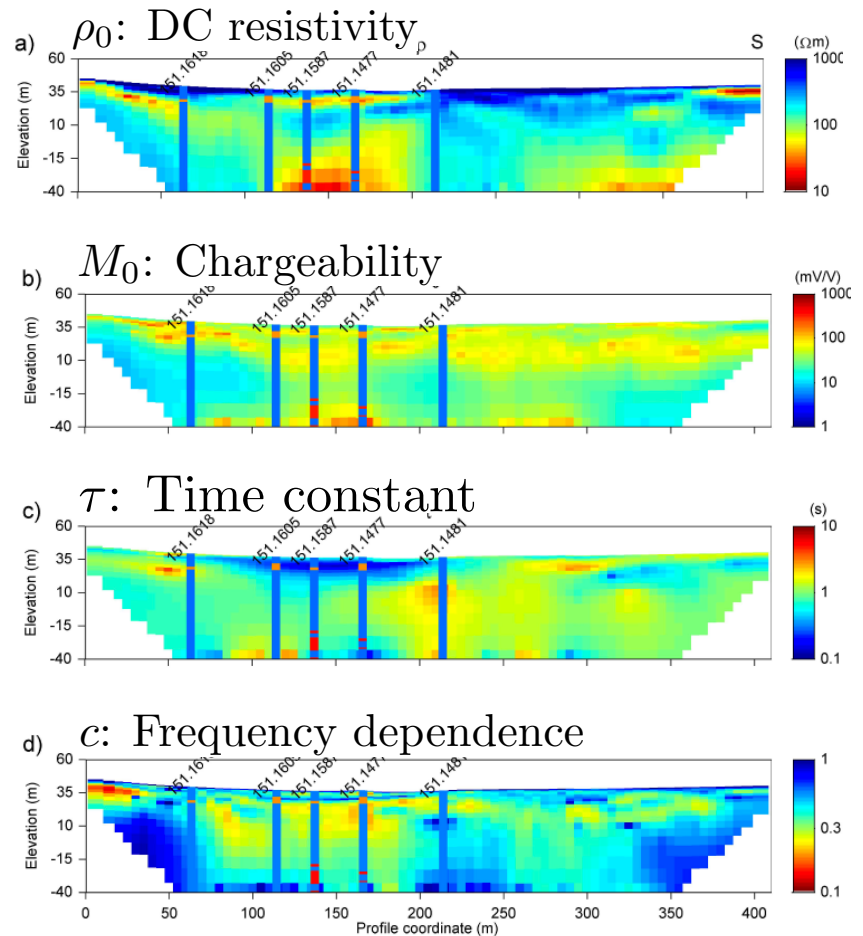 ρ₀: DC resistivity
a) ρ S (Ωm)
151.1618 151.1605 151.1587 151.1477 151.1481
Elevation (m)
60
35
10
-15
-40
1000
100
10
M₀: Chargeability
b) (mV/V)
151.1618 151.1605 151.1587 151.1477 151.1481
Elevation (m)
60
35
10
-15
-40
1000
100
10
1
τ: Time constant
c) (s)
151.1618 151.1605 151.1587 151.1477 151.1481
Elevation (m)
60
35
10
-15
-40
10
1
0.1
c: Frequency dependence
d)
Elevation (m)
60
35
10
-15
-40
1
0.3
0.1
0 50 100 150 200 250 300 350 400
Profile coordinate (m)